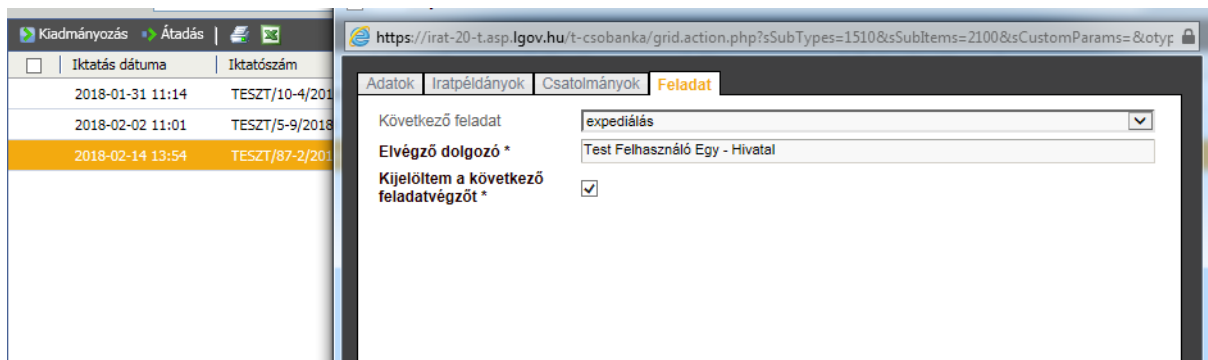 Kiadmányozás Átadás
Iktatás dátuma Iktatószám
2018-01-31 11:14 TESZT/10-4/201
2018-02-02 11:01 TESZT/5-9/2018
2018-02-14 13:54 TESZT/87-2/201
https://irat-20-t.asp.lgov.hu/t-csobanka/grid.action.php?sSubTypes=1510&sSubItems=2100&sCustomParams=&otyp
Adatok Iratpéldányok Csatolmányok Feladat
Következő feladat expediálás
Elvégző dolgozó * Test Felhasználó Egy - Hivatal
Kijelöltem a következő
feladatvégzőt *